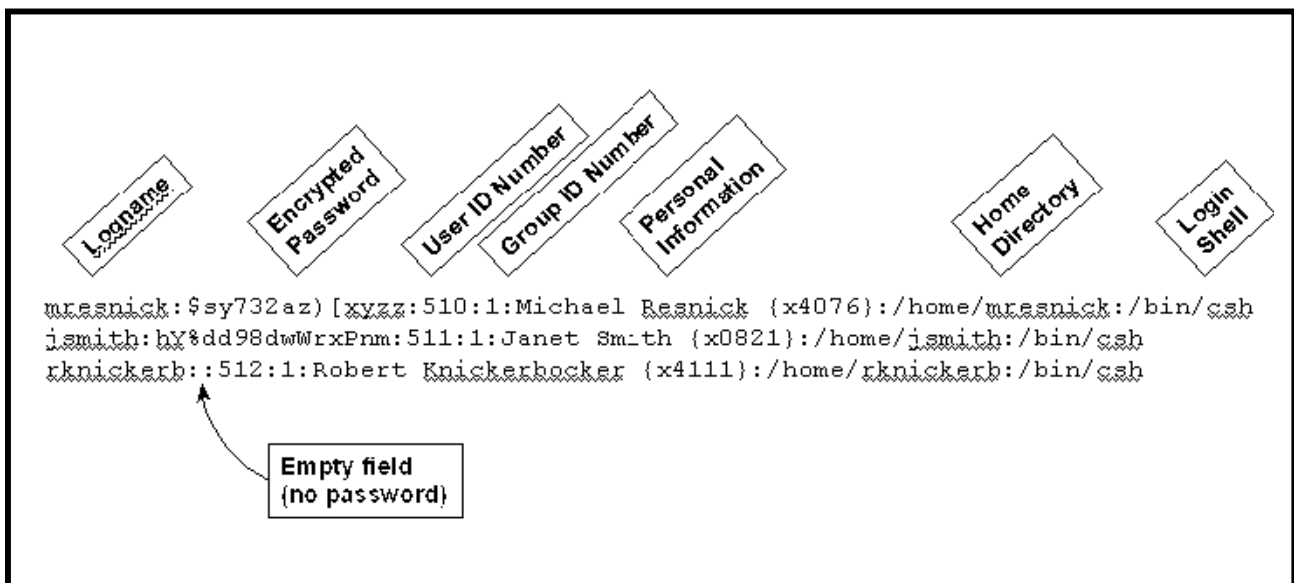 Logname
Encrypted
Password
User ID Number
Group ID Number
Personal
Information
Home
Directory
Login
Shell
mresnick:$sy732az)[xyzz:510:1:Michael Resnick {x4076}:/home/mresnick:/bin/csh
jsmith:hY%dd98dwWrxPnm:511:1:Janet Smith {x0821}:/home/jsmith:/bin/csh
rknickerb::512:1:Robert Knickerbocker {x4111}:/home/rknickerb:/bin/csh
Empty field
(no password)